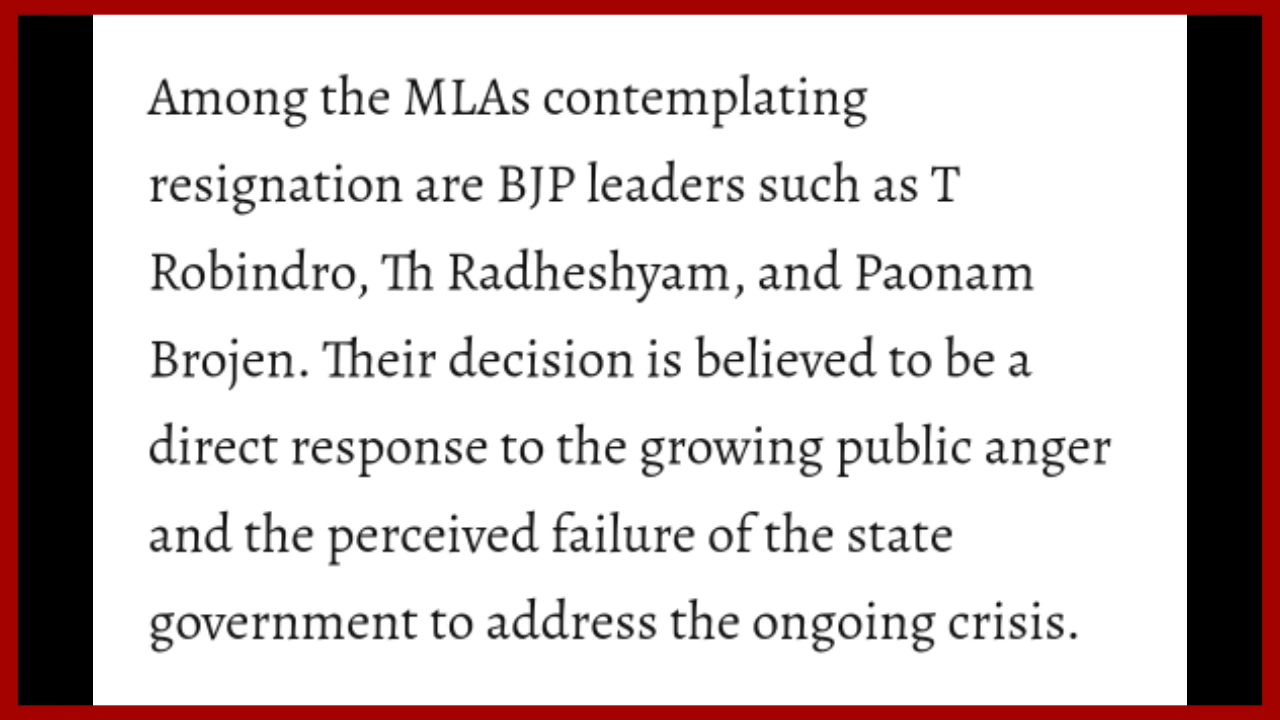 Among the MLAs contemplating
resignation are BJP leaders such as T
Robindro, Th Radheshyam, and Paonam
Brojen. Their decision is believed to be a
direct response to the growing public anger
and the perceived failure of the state
government to address the ongoing crisis.